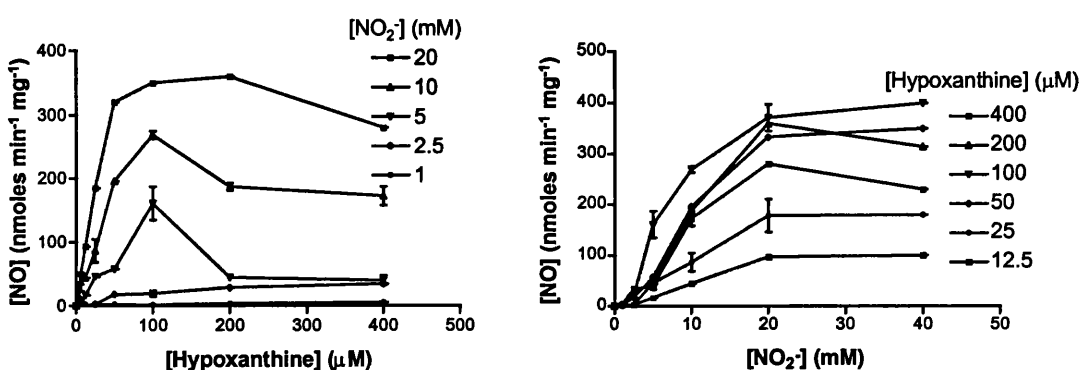 [NO₂⁻] (mM)
20
10
5
2.5
1
400
300
200
100
0
0 100 200 300 400 500
[NO] (nmoles min⁻¹ mg⁻¹)
[Hypoxanthine] (μM)
[Hypoxanthine] (μM)
400
200
100
50
25
12.5
500
400
300
200
100
0
0 10 20 30 40 50
[NO] (nmoles min⁻¹ mg⁻¹)
[NO₂⁻] (mM)